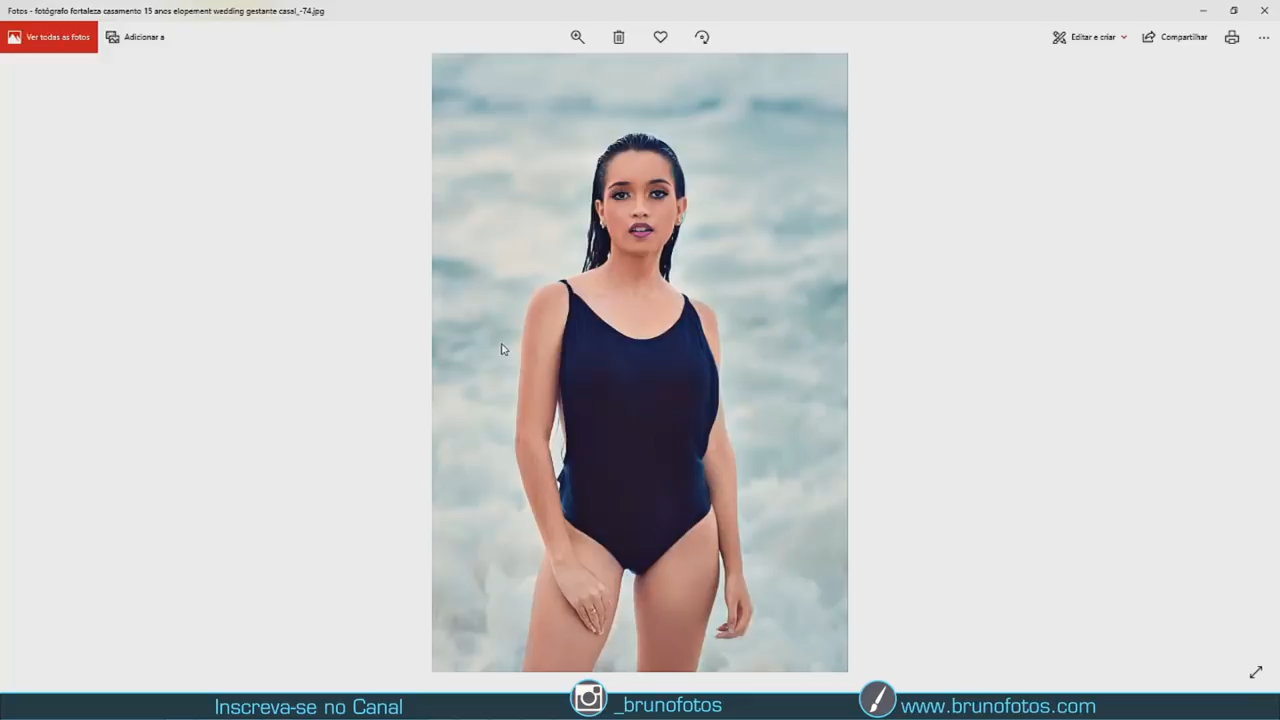 Fotos - fotógrafo fortaleza casamento 15 anos elopement wedding gestante casal_-74.jpg
Ver todas as fotos
Adicionar a
Editar e criar
Compartilhar
Inscreva-se no Canal
_brunofotos
www.brunofotos.com